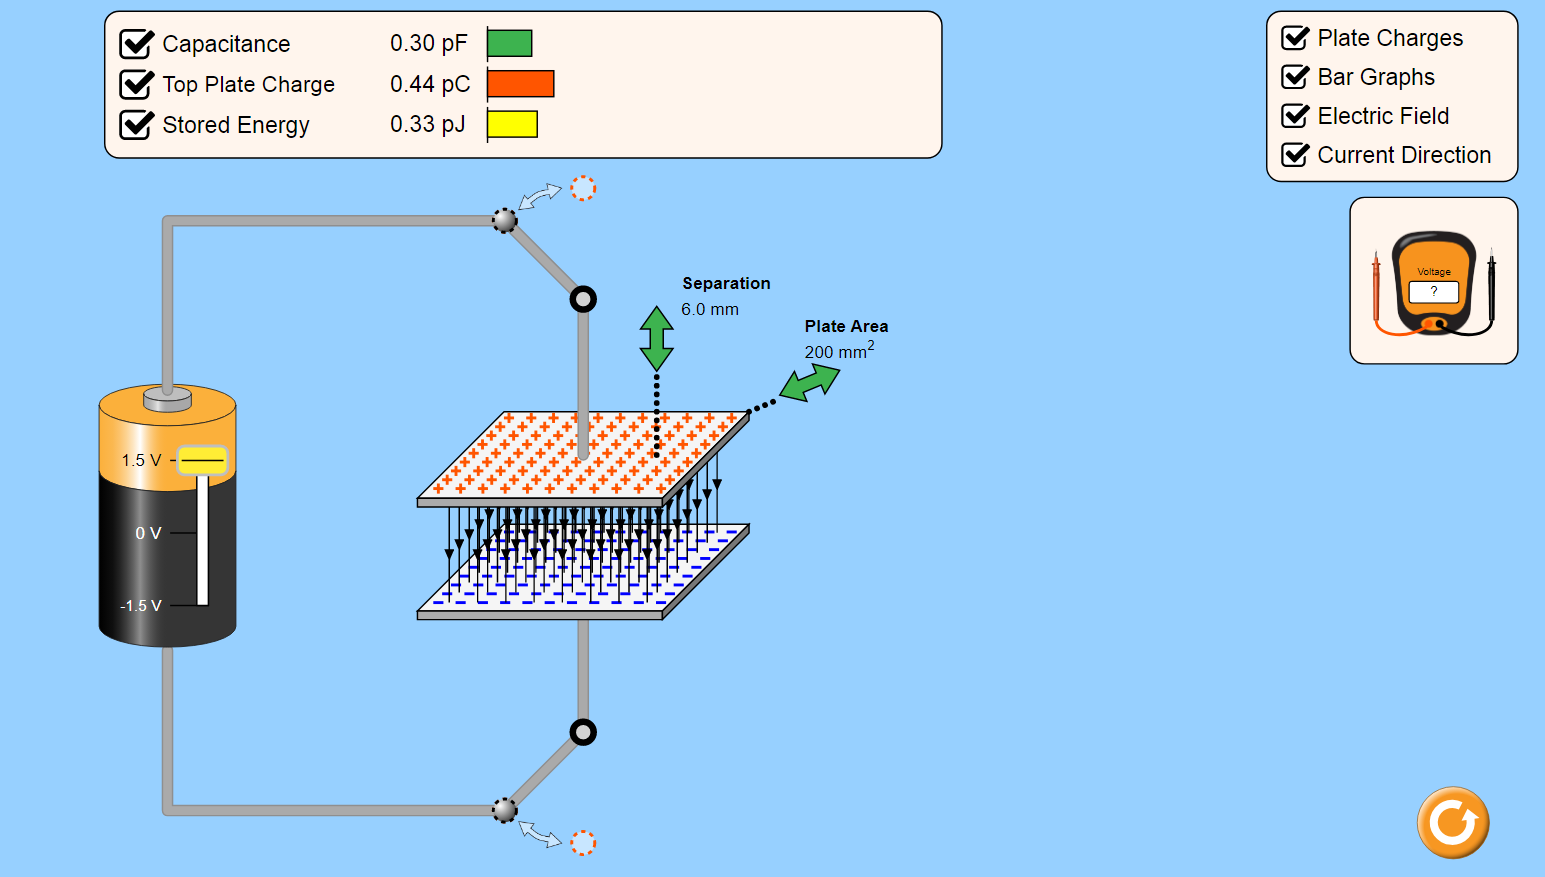 Capacitance 0.30 pF
Top Plate Charge 0.44 pC
Stored Energy 0.33 pJ
Plate Charges
Bar Graphs
Electric Field
Current Direction
Voltage
?
Separation
6.0 mm
Plate Area
200 mm²
1.5 V
0 V
-1.5 V